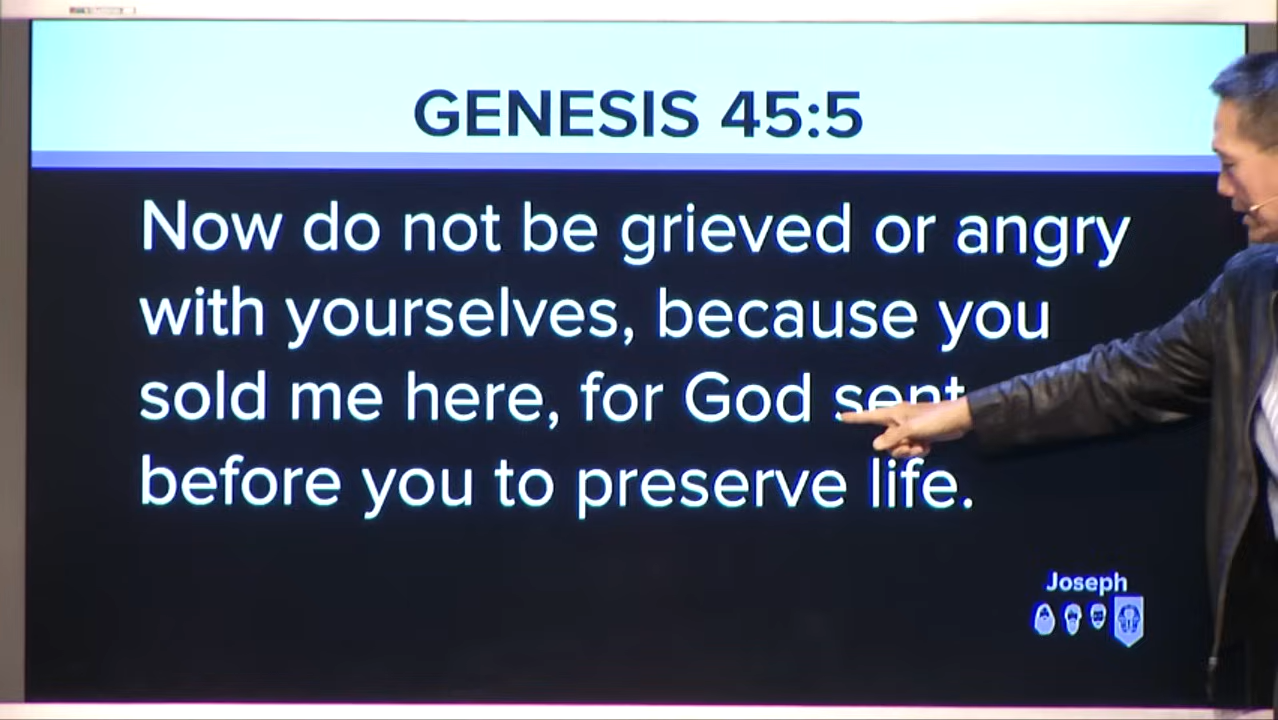 GENESIS 45:5
Now do not be grieved or angry
with yourselves, because you
sold me here, for God sent
before you to preserve life.
Joseph